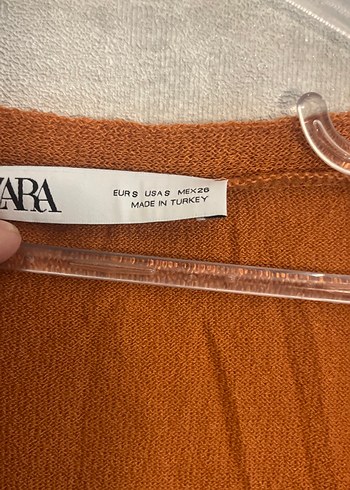 ZARA
EUR S USA S MEX 26
MADE IN TURKEY